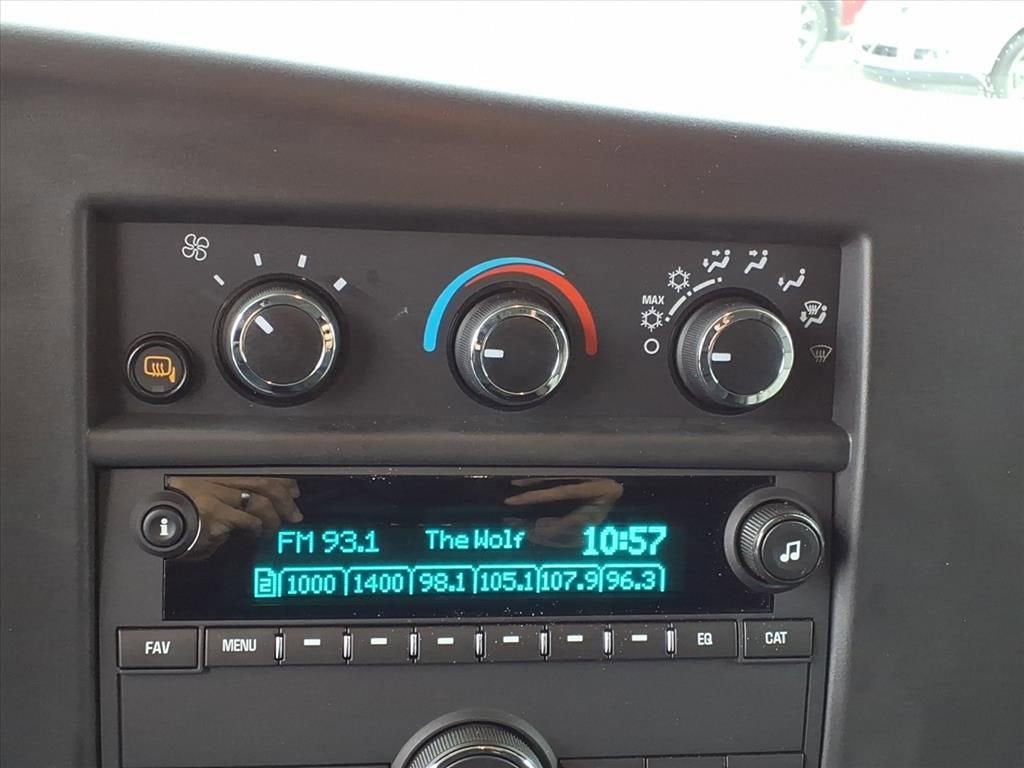 MAX
i
FM 93.1 The Wolf 10:57
1000 1400 98.1 105.1 107.9 96.3
FAV MENU EQ CAT